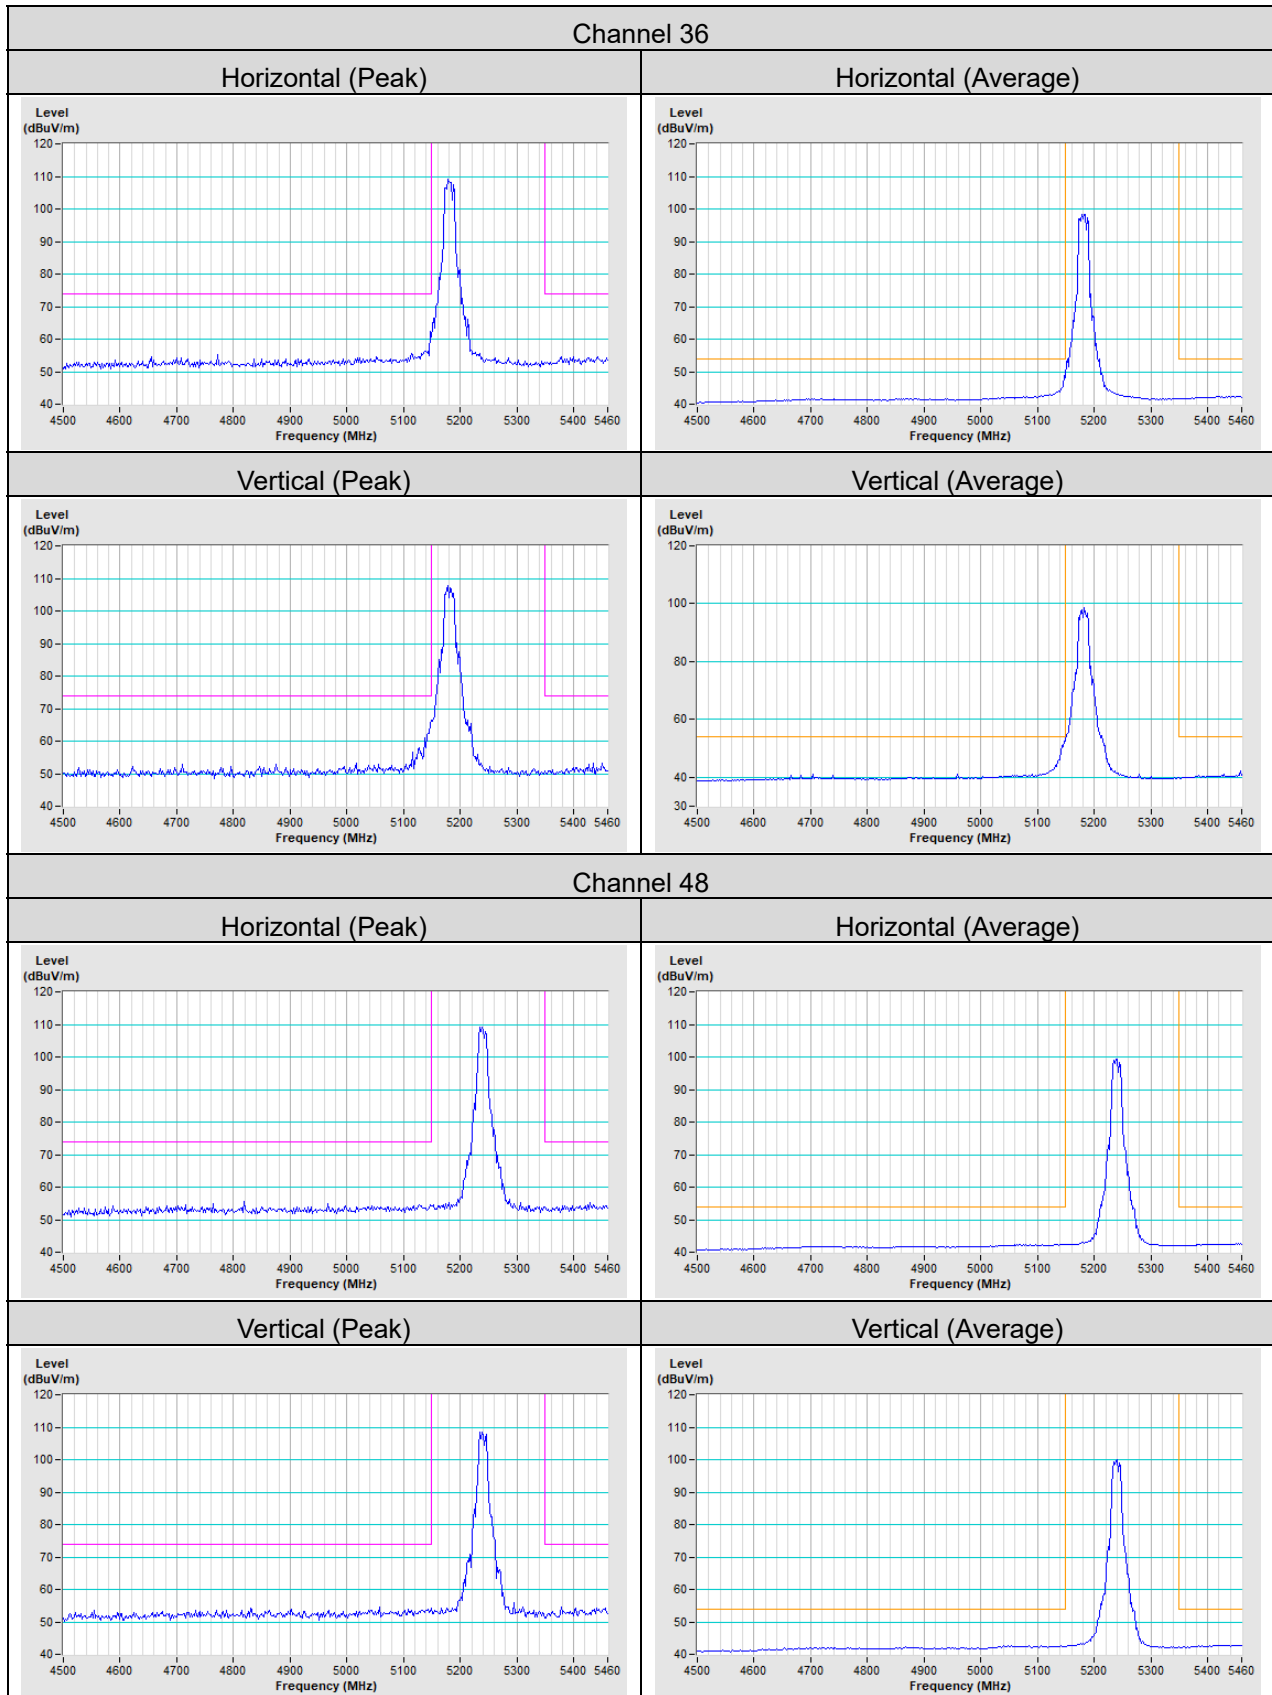 Channel 36
Horizontal (Peak) Horizontal (Average)
Level Level
(dBuV/m) (dBuV/m)
120 120
110 110
100 100
90 90
80 80
70 70
60 60
50 50
40 40
4500 4600 4700 4800 4900 5000 5100 5200 5300 5400 5460 4500 4600 4700 4800 4900 5000 5100 5200 5300 5400 5460
Frequency (MHz) Frequency (MHz)
Vertical (Peak) Vertical (Average)
Level Level
(dBuV/m) (dBuV/m)
120 120
110
100 100
90
80 80
70
60 60
50 40
40 30
4500 4600 4700 4800 4900 5000 5100 5200 5300 5400 5460 4500 4600 4700 4800 4900 5000 5100 5200 5300 5400 5460
Frequency (MHz) Frequency (MHz)
Channel 48
Horizontal (Peak) Horizontal (Average)
Level Level
(dBuV/m) (dBuV/m)
120 120
110 110
100 100
90 90
80 80
70 70
60 60
50 50
40 40
4500 4600 4700 4800 4900 5000 5100 5200 5300 5400 5460 4500 4600 4700 4800 4900 5000 5100 5200 5300 5400 5460
Frequency (MHz) Frequency (MHz)
Vertical (Peak) Vertical (Average)
Level Level
(dBuV/m) (dBuV/m)
120 120
110 110
100 100
90 90
80 80
70 70
60 60
50 50
40 40
4500 4600 4700 4800 4900 5000 5100 5200 5300 5400 5460 4500 4600 4700 4800 4900 5000 5100 5200 5300 5400 5460
Frequency (MHz) Frequency (MHz)